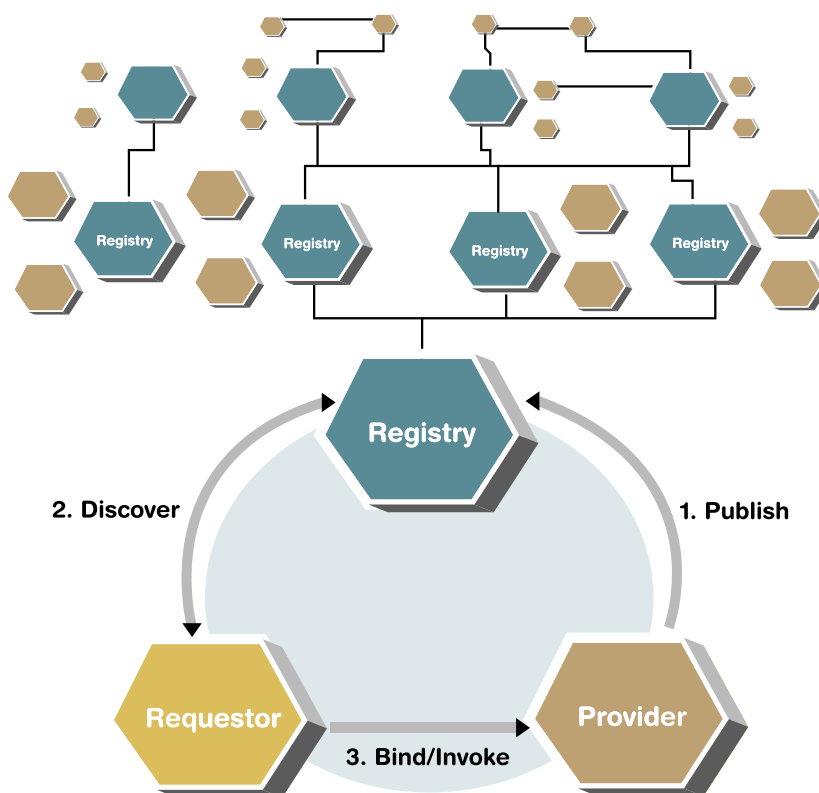 Registry
Registry
Registry
Registry
Registry
2. Discover
1. Publish
Requestor
Provider
3. Bind/Invoke